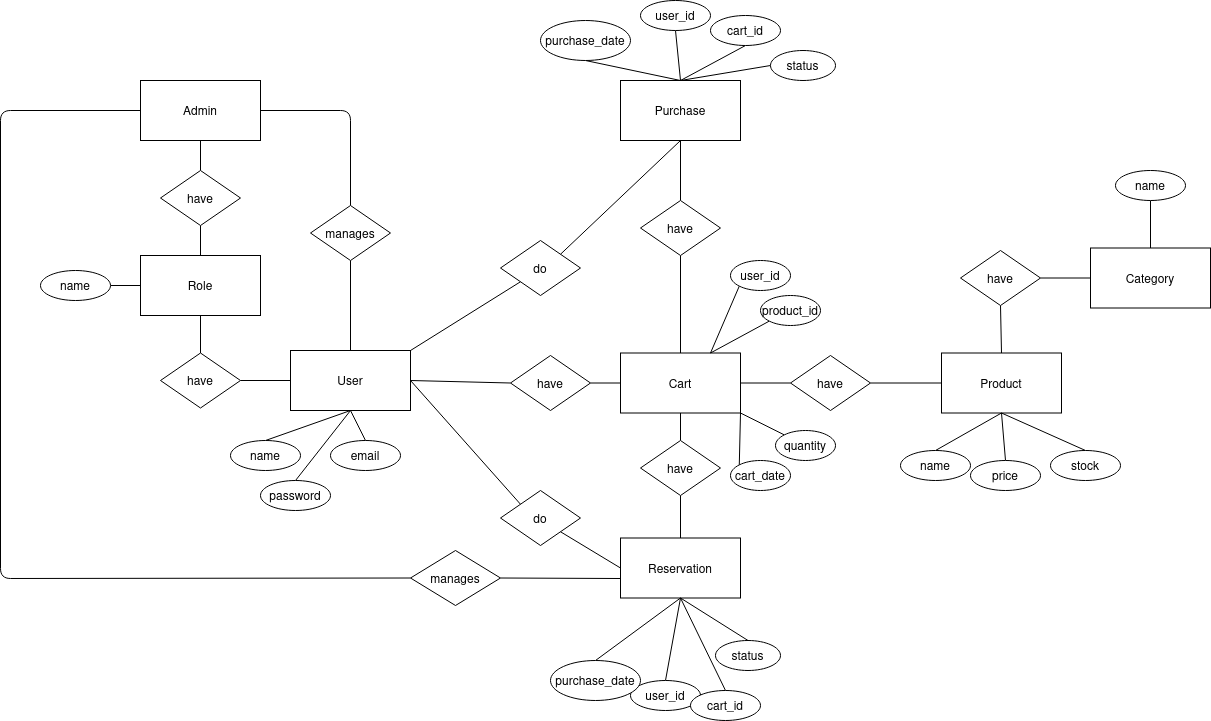 user_id
cart_id
purchase_date
status
Admin
Purchase
name
have
have
manages
do
user_id
have
Category
name
Role
product_id
have
User
have
Cart
have
Product
quantity
name
email
have
cart_date
name
price
stock
password
do
manages
Reservation
status
purchase_date
user_id
cart_id